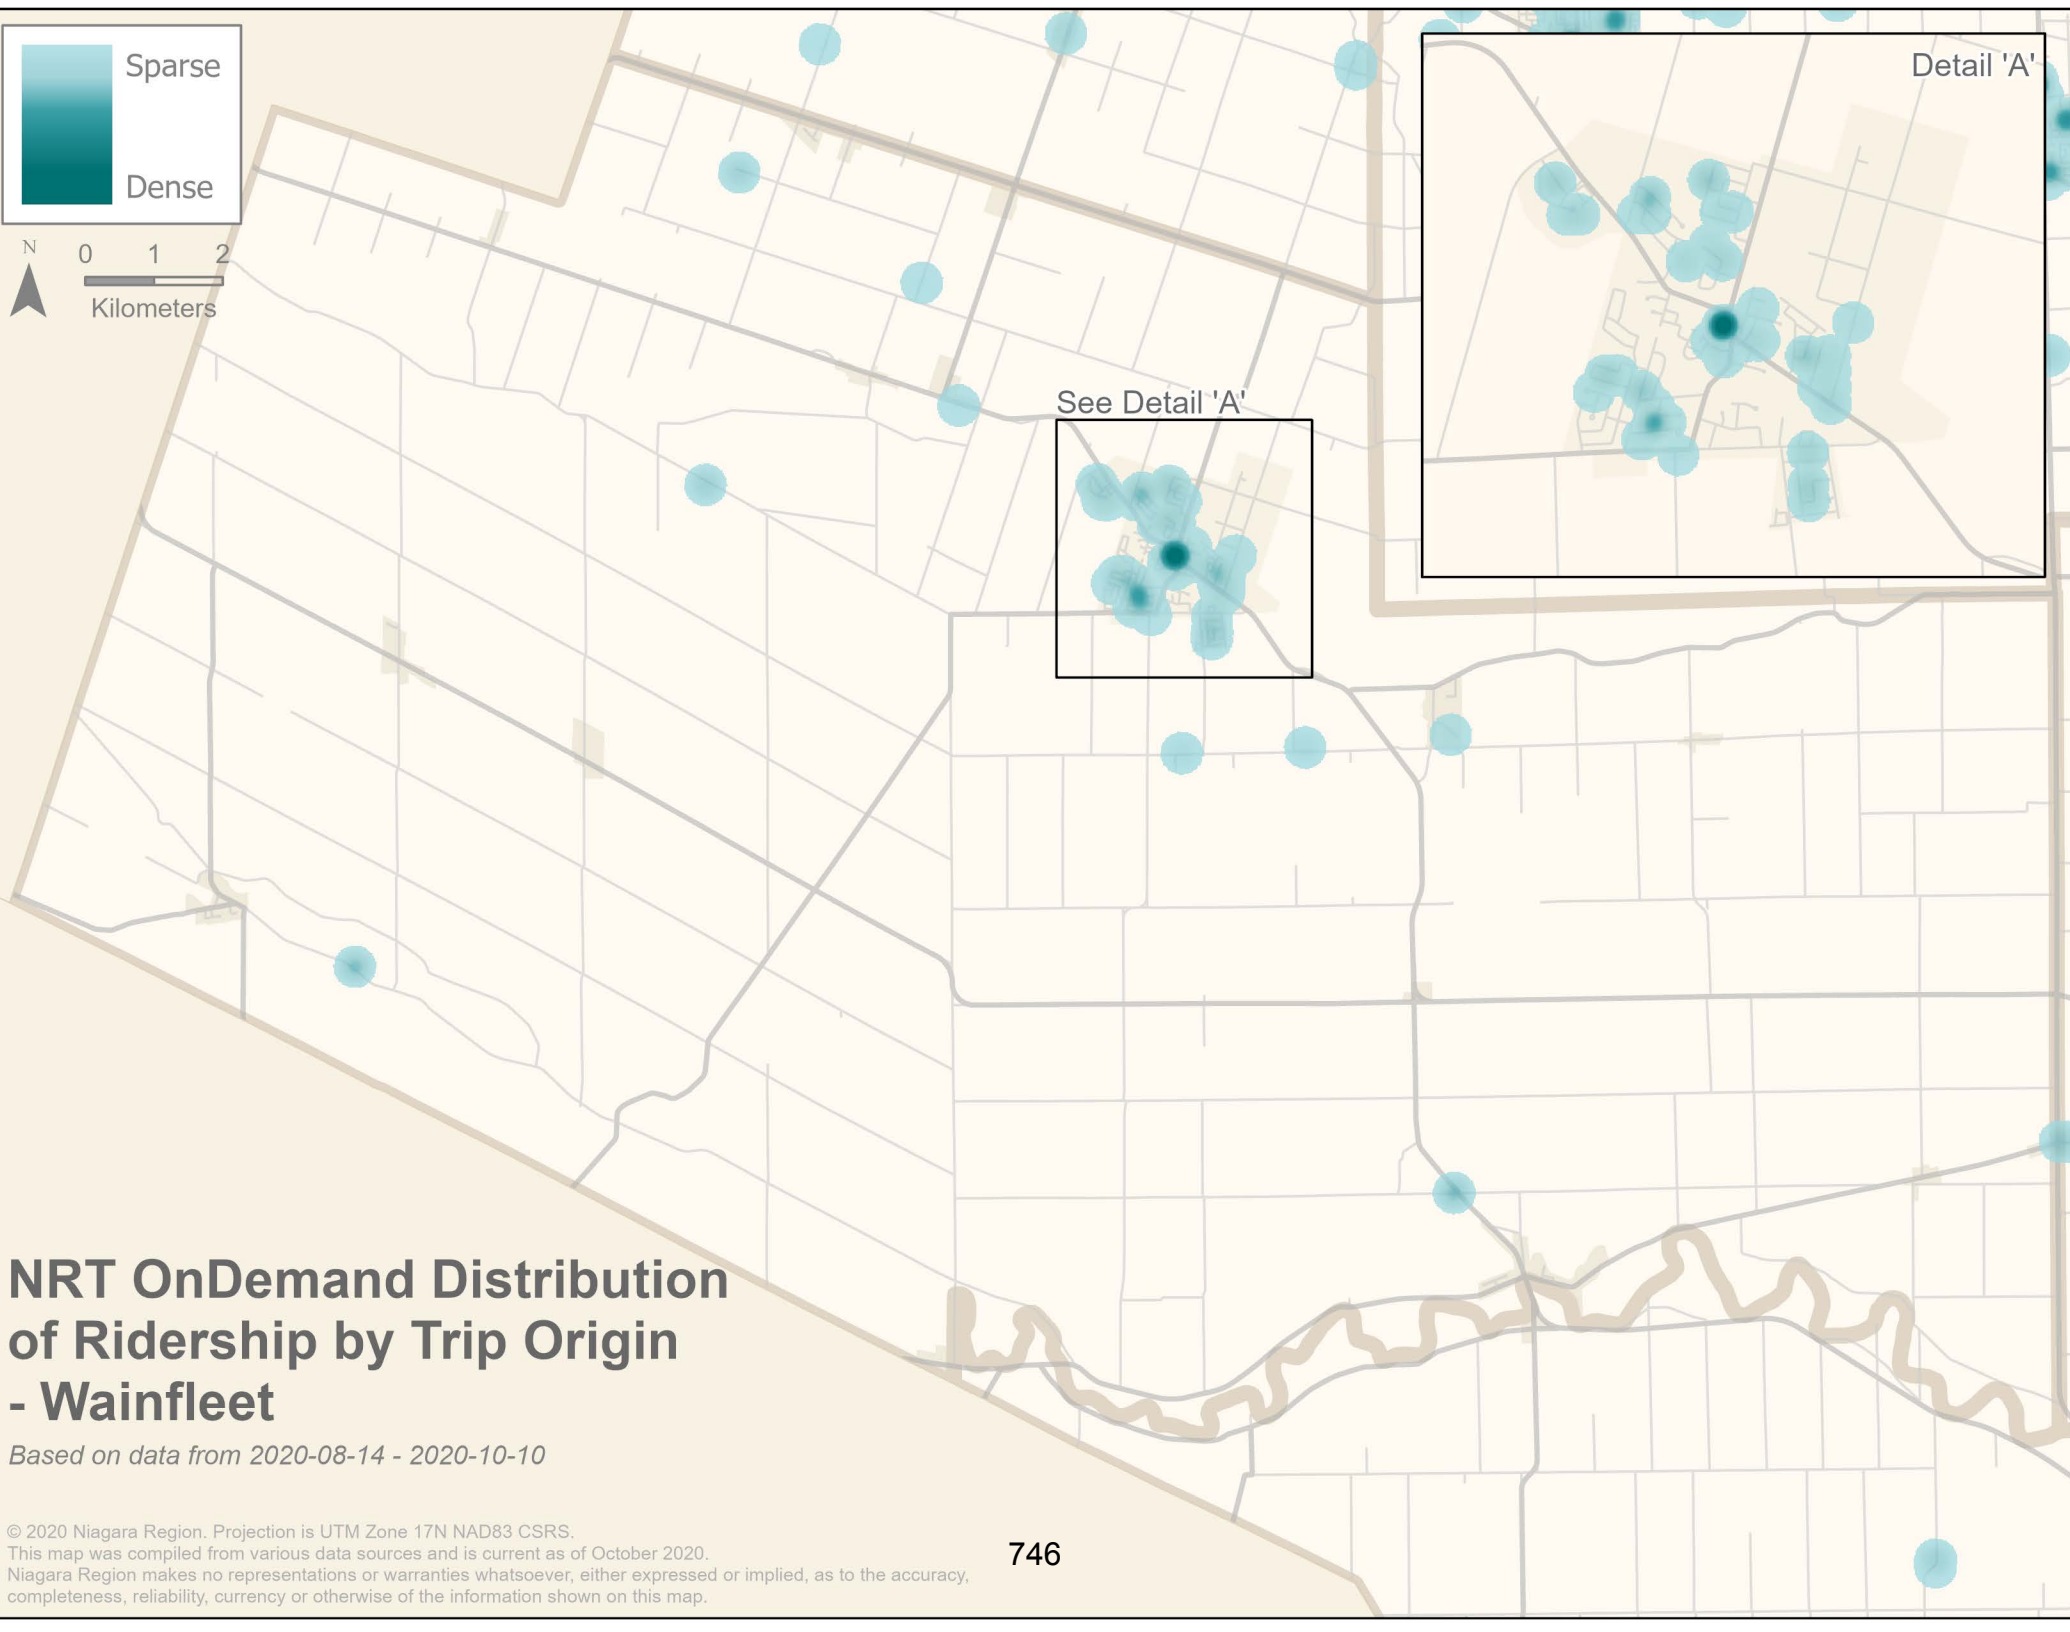 Sparse
Dense
N
0 1 2
Kilometers
Detail 'A'
See Detail 'A'
NRT OnDemand Distribution
of Ridership by Trip Origin
- Wainfleet
Based on data from 2020-08-14 - 2020-10-10
© 2020 Niagara Region. Projection is UTM Zone 17N NAD83 CSRS.
This map was compiled from various data sources and is current as of October 2020.
Niagara Region makes no representations or warranties whatsoever, either expressed or implied, as to the accuracy,
completeness, reliability, currency or otherwise of the information shown on this map.
746